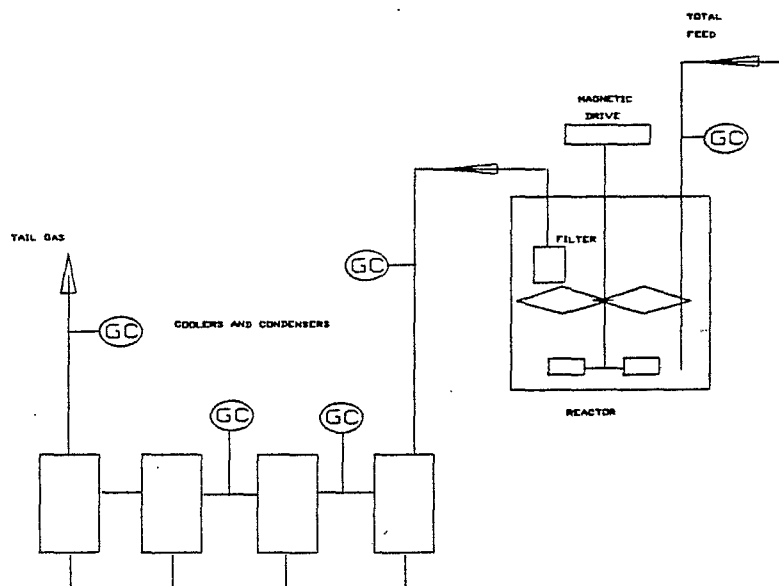 TOTAL
FEED
MAGNETIC
DRIVE
GC
TAIL GAS
FILTER
GC
GC
COOLERS AND CONDENSERS
REACTOR
GC
GC